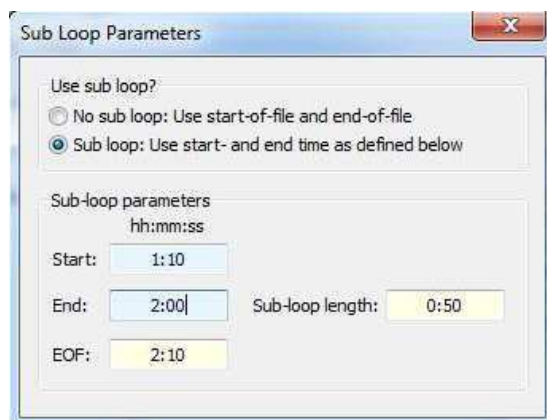 Sub Loop Parameters
Use sub loop?
No sub loop: Use start-of-file and end-of-file
Sub loop: Use start- and end time as defined below
Sub-loop parameters
hh:mm:ss
Start: 1:10
End: 2:00 Sub-loop length: 0:50
EOF: 2:10